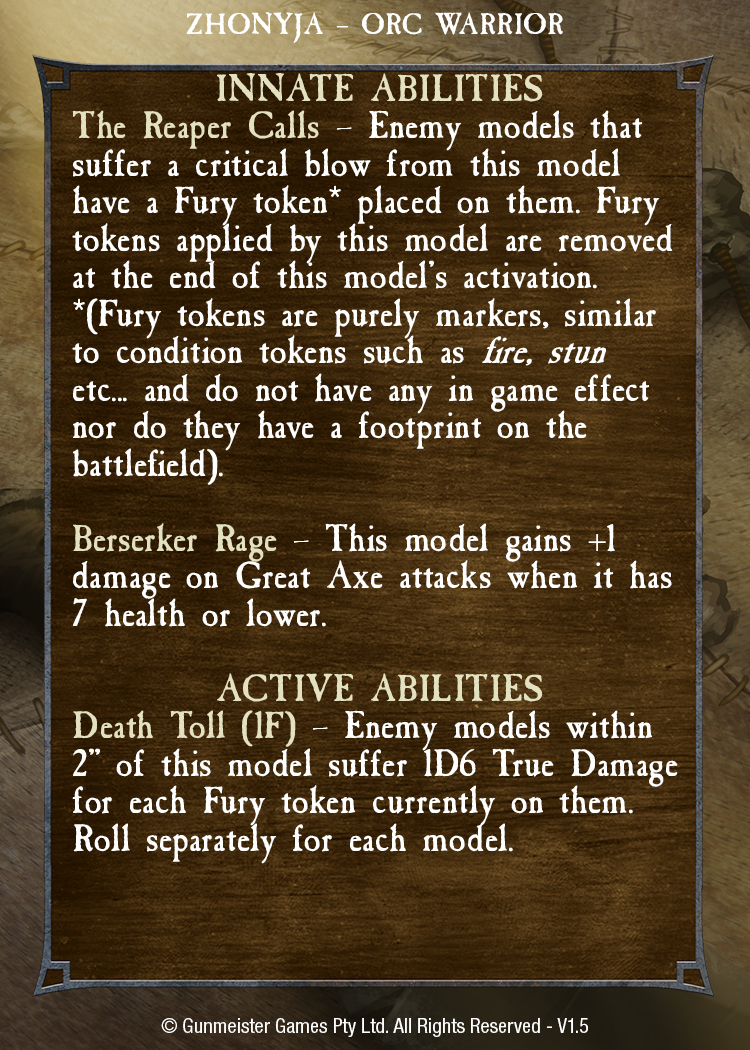 ZHONYJA – ORC WARRIOR
INNATE ABILITIES
The Reaper Calls – Enemy models that
suffer a critical blow from this model
have a Fury token* placed on them. Fury
tokens applied by this model are removed
at the end of this model's activation.
*(Fury tokens are purely markers, similar
to condition tokens such as fire, stun
etc... and do not have any in game effect
nor do they have a footprint on the
battlefield).
Berserker Rage – This model gains +1
damage on Great Axe attacks when it has
7 health or lower.
ACTIVE ABILITIES
Death Toll (1F) – Enemy models within
2" of this model suffer 1D6 True Damage
for each Fury token currently on them.
Roll separately for each model.
© Gunmeister Games Pty Ltd. All Rights Reserved - V1.5